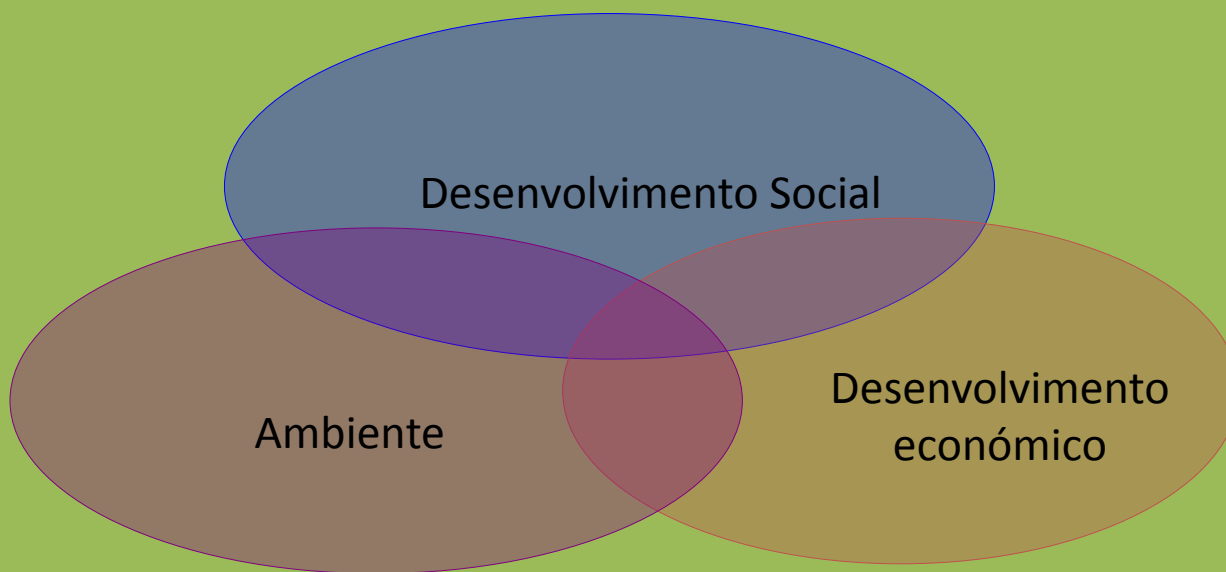 Desenvolvimento Social
Ambiente
Desenvolvimento
económico